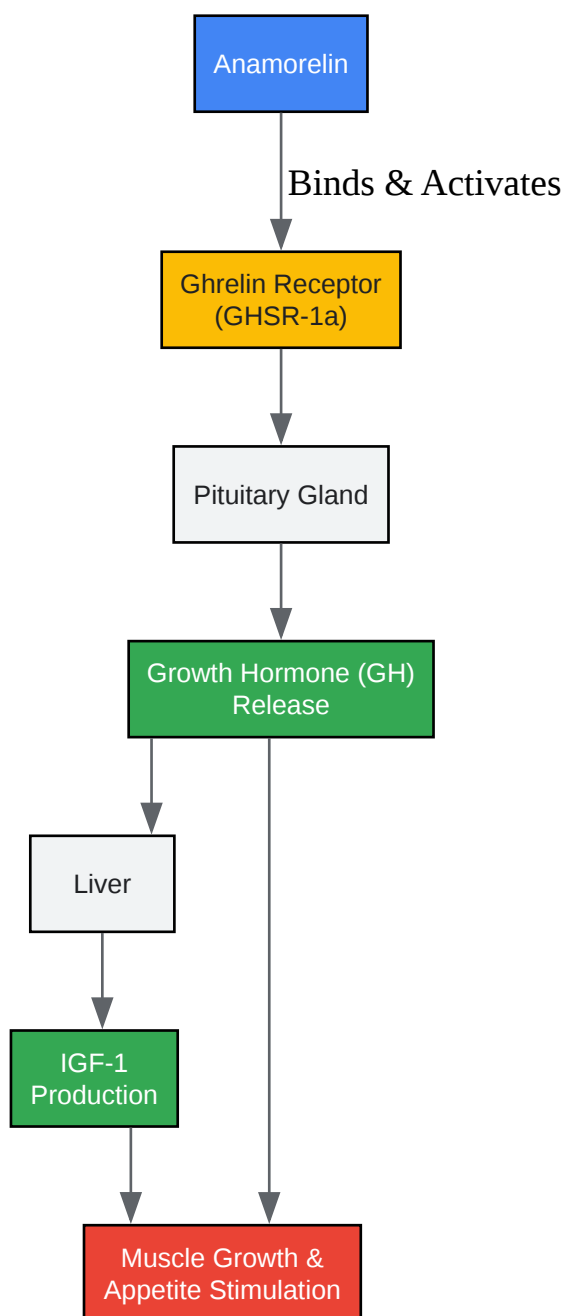 Anamorelin
Binds & Activates
Ghrelin Receptor
(GHSR-1a)
Pituitary Gland
Growth Hormone (GH)
Release
Liver
IGF-1
Production
Muscle Growth &
Appetite Stimulation